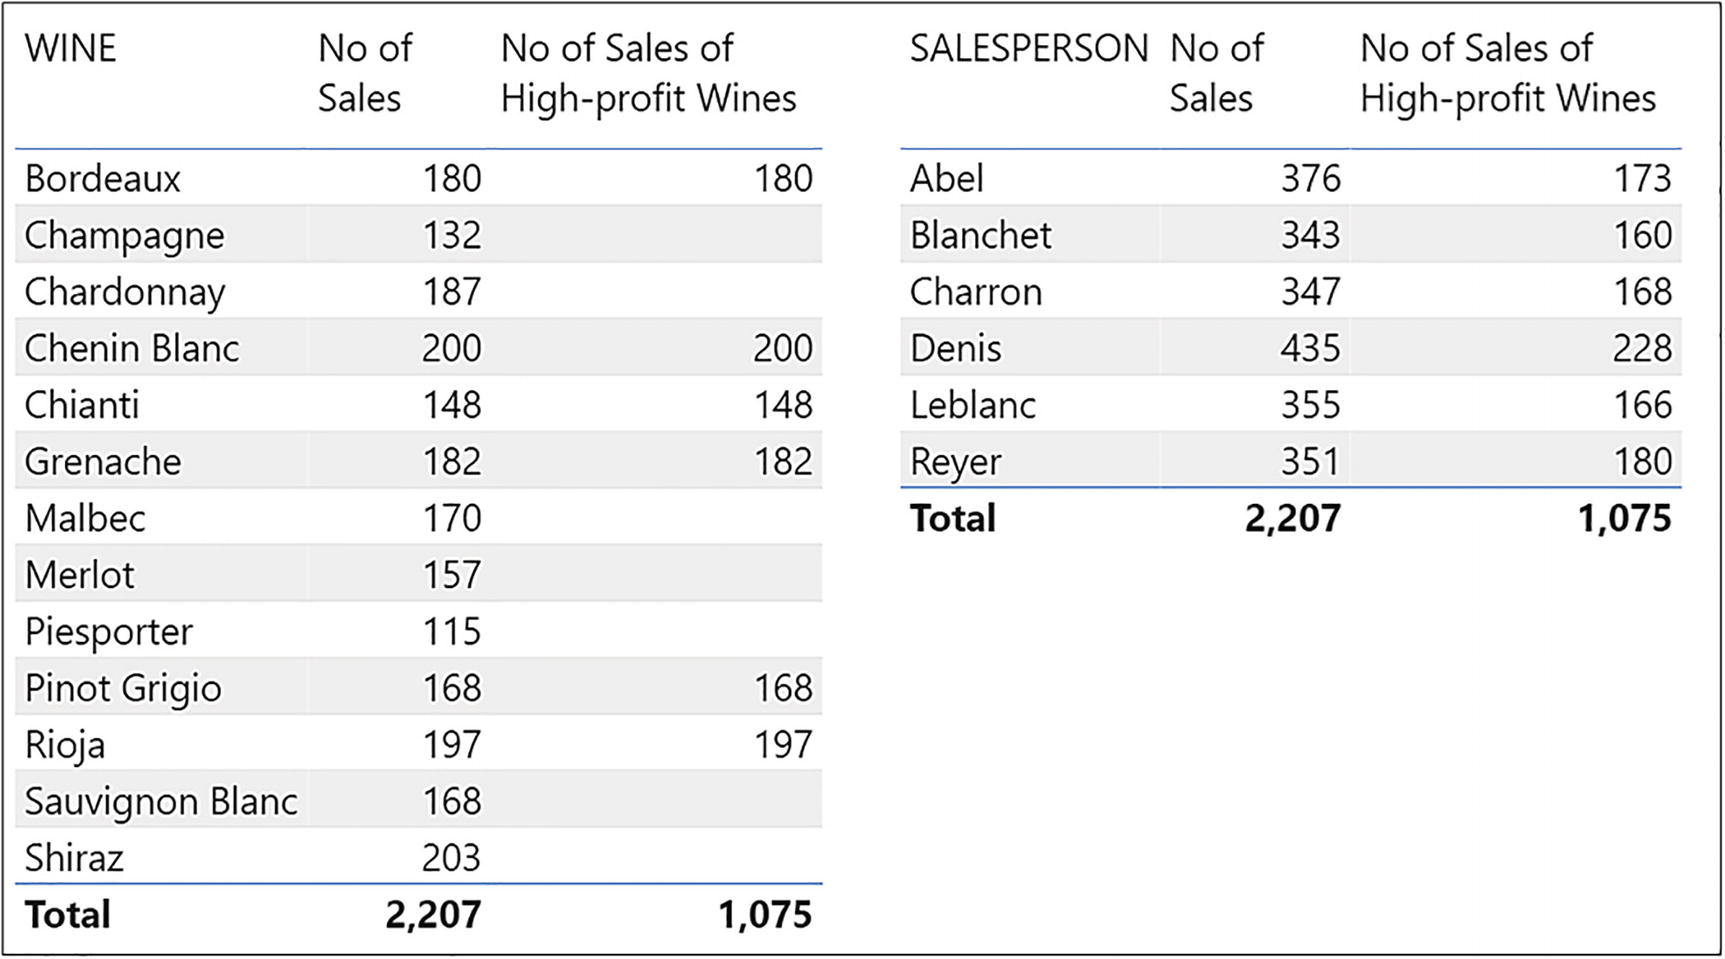 WINE No of Sales No of Sales of High-profit Wines
Bordeaux 180 180
Champagne 132
Chardonnay 187
Chenin Blanc 200 200
Chianti 148 148
Grenache 182 182
Malbec 170
Merlot 157
Piesporter 115
Pinot Grigio 168 168
Rioja 197 197
Sauvignon Blanc 168
Shiraz 203
Total 2,207 1,075
SALESPERSON No of Sales No of Sales of High-profit Wines
Abel 376 173
Blanchet 343 160
Charron 347 168
Denis 435 228
Leblanc 355 166
Reyer 351 180
Total 2,207 1,075